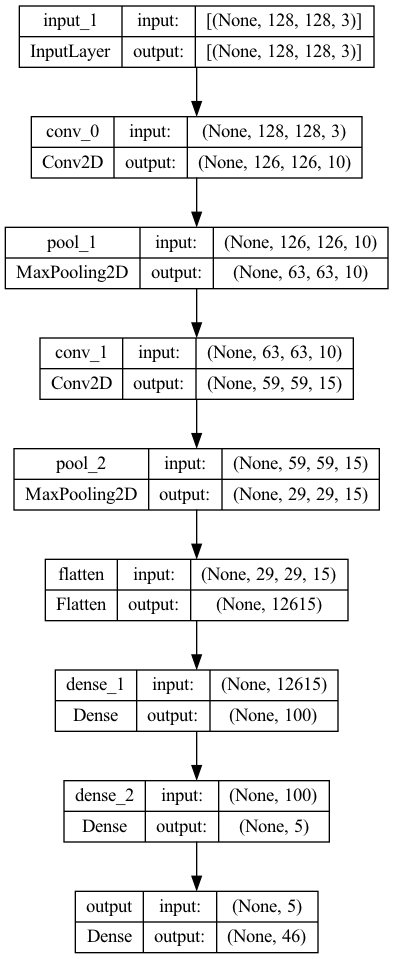 input_1 input: [(None, 128, 128, 3)]
InputLayer output: [(None, 128, 128, 3)]
conv_0 input: (None, 128, 128, 3)
Conv2D output: (None, 126, 126, 10)
pool_1 input: (None, 126, 126, 10)
MaxPooling2D output: (None, 63, 63, 10)
conv_1 input: (None, 63, 63, 10)
Conv2D output: (None, 59, 59, 15)
pool_2 input: (None, 59, 59, 15)
MaxPooling2D output: (None, 29, 29, 15)
flatten input: (None, 29, 29, 15)
Flatten output: (None, 12615)
dense_1 input: (None, 12615)
Dense output: (None, 100)
dense_2 input: (None, 100)
Dense output: (None, 5)
output input: (None, 5)
Dense output: (None, 46)